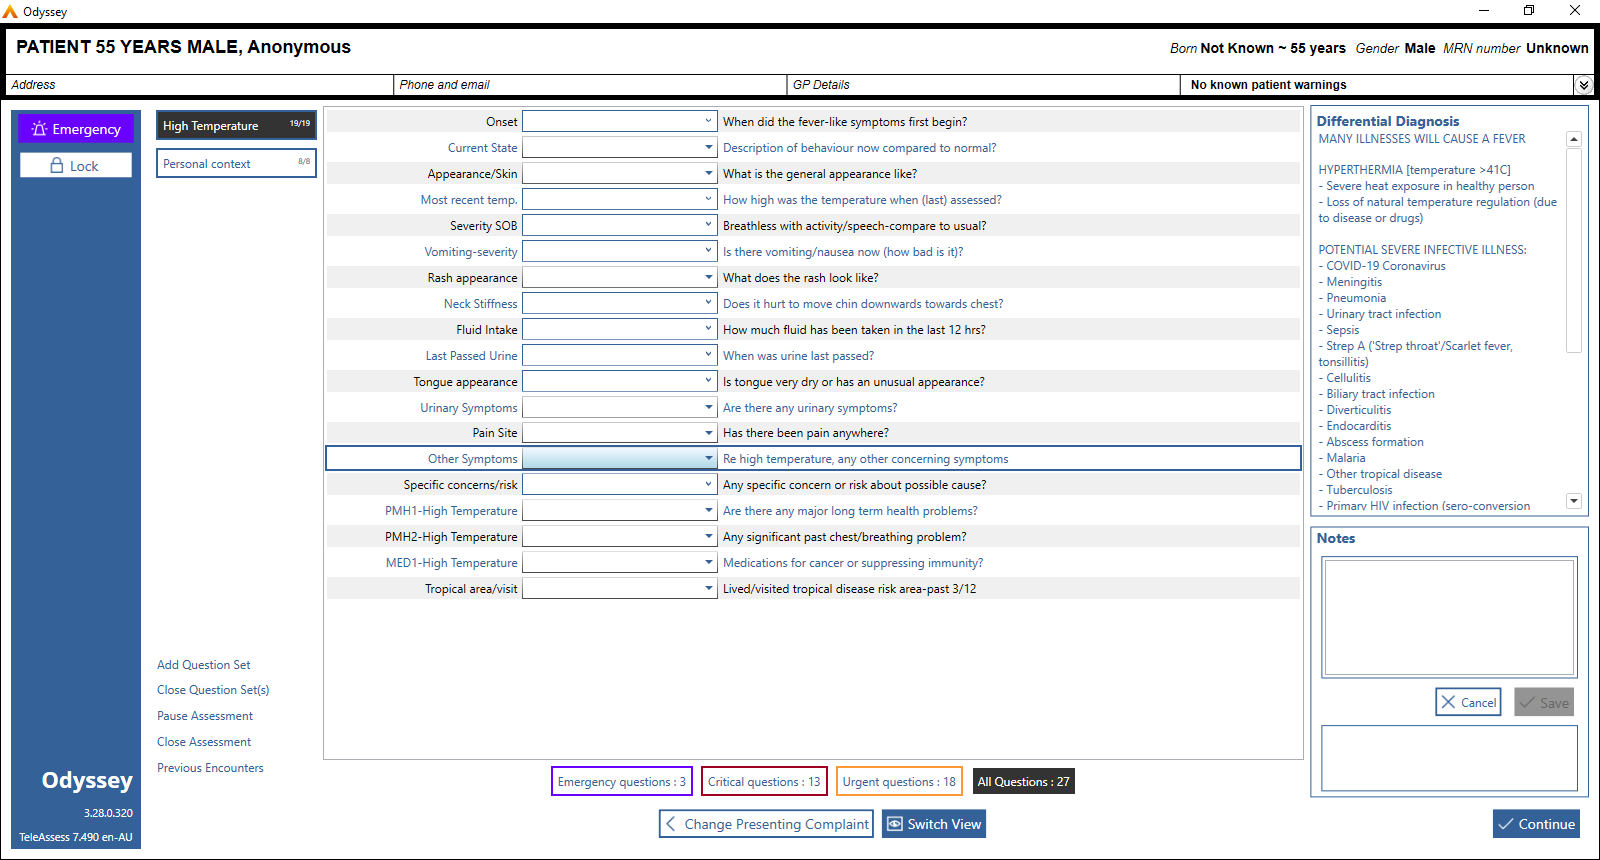 Odyssey
PATIENT 55 YEARS MALE, Anonymous
Born Not Known ~ 55 years Gender Male MRN number Unknown
Address
Phone and email
GP Details
No known patient warnings
Emergency
Lock
High Temperature 19/19
Personal context 8/8
Onset When did the fever-like symptoms first begin?
Current State Description of behaviour now compared to normal?
Appearance/Skin What is the general appearance like?
Most recent temp. How high was the temperature when (last) assessed?
Severity SOB Breathless with activity/speech-compare to usual?
Vomiting-severity Is there vomiting/nausea now (how bad is it)?
Rash appearance What does the rash look like?
Neck Stiffness Does it hurt to move chin downwards towards chest?
Fluid Intake How much fluid has been taken in the last 12 hrs?
Last Passed Urine When was urine last passed?
Tongue appearance Is tongue very dry or has an unusual appearance?
Urinary Symptoms Are there any urinary symptoms?
Pain Site Has there been pain anywhere?
Other Symptoms Re high temperature, any other concerning symptoms
Specific concerns/risk Any specific concern or risk about possible cause?
PMH1-High Temperature Are there any major long term health problems?
PMH2-High Temperature Any significant past chest/breathing problem?
MED1-High Temperature Medications for cancer or suppressing immunity?
Tropical area/visit Lived/visited tropical disease risk area-past 3/12
Differential Diagnosis
MANY ILLNESSES WILL CAUSE A FEVER
HYPERTHERMIA [temperature >41C]
- Severe heat exposure in healthy person
- Loss of natural temperature regulation (due
to disease or drugs)
POTENTIAL SEVERE INFECTIVE ILLNESS:
- COVID-19 Coronavirus
- Meningitis
- Pneumonia
- Urinary tract infection
- Sepsis
- Strep A ('Strep throat'/Scarlet fever,
tonsillitis)
- Cellulitis
- Biliary tract infection
- Diverticulitis
- Endocarditis
- Abscess formation
- Malaria
- Other tropical disease
- Tuberculosis
- Primary HIV infection (sero-conversion
Notes
Cancel
Save
Add Question Set
Close Question Set(s)
Pause Assessment
Close Assessment
Previous Encounters
Odyssey
3.28.0.320
TeleAssess 7.490 en-AU
Emergency questions : 3
Critical questions : 13
Urgent questions : 18
All Questions : 27
Change Presenting Complaint
Switch View
Continue